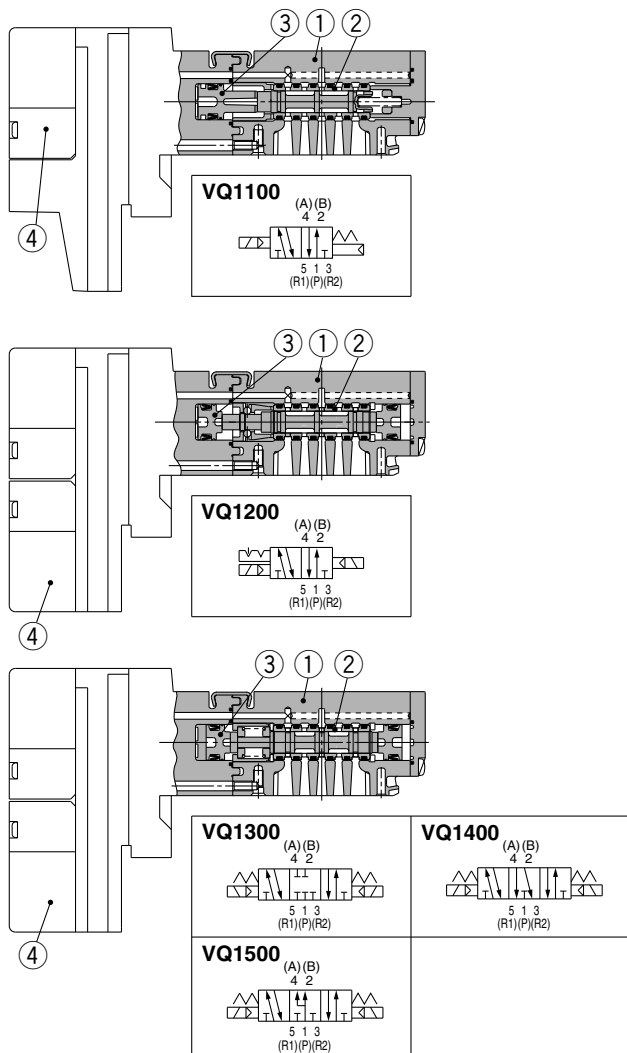 ③ ① ②
④
VQ1100
(A) (B)
4 2
5 1 3
(R1)(P)(R2)
③ ① ②
④
VQ1200
(A) (B)
4 2
5 1 3
(R1)(P)(R2)
③ ① ②
④
VQ1300
(A) (B)
4 2
5 1 3
(R1)(P)(R2)
VQ1400
(A) (B)
4 2
5 1 3
(R1)(P)(R2)
VQ1500
(A) (B)
4 2
5 1 3
(R1)(P)(R2)